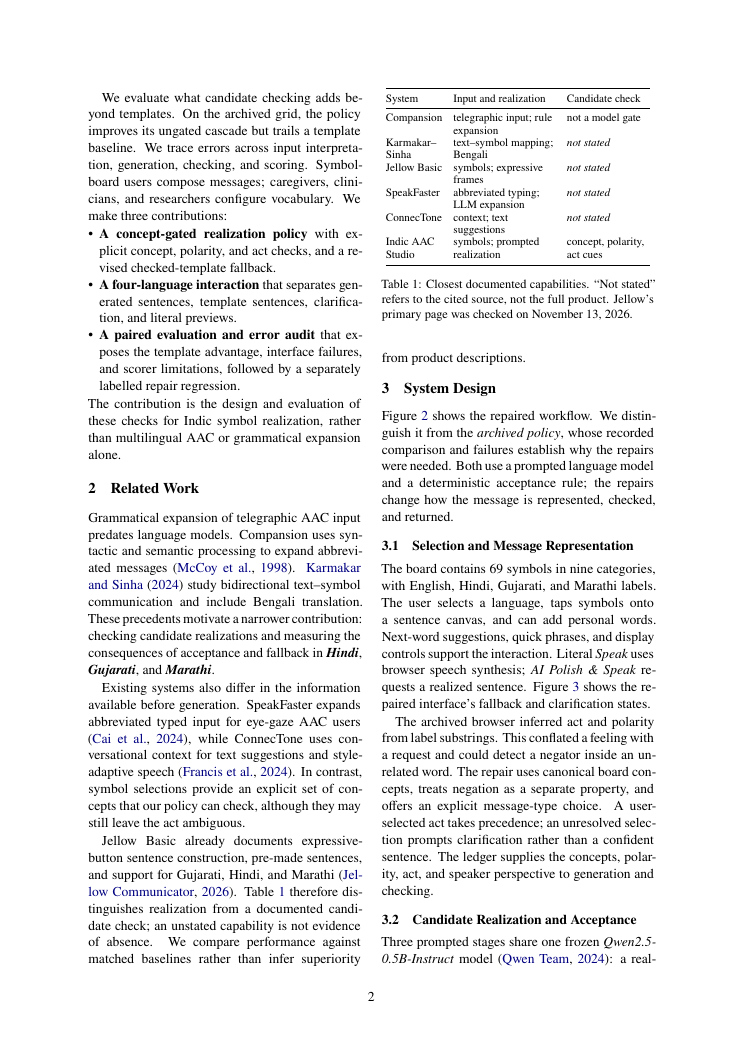 We evaluate what candidate checking adds be-
yond templates. On the archived grid, the policy
improves its ungated cascade but trails a template
baseline. We trace errors across input interpreta-
tion, generation, checking, and scoring. Symbol-
board users compose messages; caregivers, clini-
cians, and researchers configure vocabulary. We
make three contributions:
• A concept-gated realization policy with ex-
plicit concept, polarity, and act checks, and a re-
vised checked-template fallback.
• A four-language interaction that separates gen-
erated sentences, template sentences, clarifica-
tion, and literal previews.
• A paired evaluation and error audit that ex-
poses the template advantage, interface failures,
and scorer limitations, followed by a separately
labelled repair regression.
The contribution is the design and evaluation of
these checks for Indic symbol realization, rather
than multilingual AAC or grammatical expansion
alone.
2 Related Work
Grammatical expansion of telegraphic AAC input
predates language models. Compansion uses syn-
tactic and semantic processing to expand abbrevi-
ated messages (McCoy et al., 1998). Karmakar
and Sinha (2024) study bidirectional text–symbol
communication and include Bengali translation.
These precedents motivate a narrower contribution:
checking candidate realizations and measuring the
consequences of acceptance and fallback in Hindi,
Gujarati, and Marathi.
Existing systems also differ in the information
available before generation. SpeakFaster expands
abbreviated typed input for eye-gaze AAC users
(Cai et al., 2024), while ConnecTone uses con-
versational context for text suggestions and style-
adaptive speech (Francis et al., 2024). In contrast,
symbol selections provide an explicit set of con-
cepts that our policy can check, although they may
still leave the act ambiguous.
Jellow Basic already documents expressive-
button sentence construction, pre-made sentences,
and support for Gujarati, Hindi, and Marathi (Jel-
low Communicator, 2026). Table 1 therefore dis-
tinguishes realization from a documented candi-
date check; an unstated capability is not evidence
of absence. We compare performance against
matched baselines rather than infer superiority
System Input and realization Candidate check
Compansion telegraphic input; rule not a model gate
expansion
Karmakar– text–symbol mapping; not stated
Sinha Bengali
Jellow Basic symbols; expressive not stated
frames
SpeakFaster abbreviated typing; not stated
LLM expansion
ConnecTone context; text not stated
suggestions
Indic AAC symbols; prompted concept, polarity,
Studio realization act cues
Table 1: Closest documented capabilities. “Not stated”
refers to the cited source, not the full product. Jellow’s
primary page was checked on November 13, 2026.
from product descriptions.
3 System Design
Figure 2 shows the repaired workflow. We distin-
guish it from the archived policy, whose recorded
comparison and failures establish why the repairs
were needed. Both use a prompted language model
and a deterministic acceptance rule; the repairs
change how the message is represented, checked,
and returned.
3.1 Selection and Message Representation
The board contains 69 symbols in nine categories,
with English, Hindi, Gujarati, and Marathi labels.
The user selects a language, taps symbols onto
a sentence canvas, and can add personal words.
Next-word suggestions, quick phrases, and display
controls support the interaction. Literal Speak uses
browser speech synthesis; AI Polish & Speak re-
quests a realized sentence. Figure 3 shows the re-
paired interface’s fallback and clarification states.
The archived browser inferred act and polarity
from label substrings. This conflated a feeling with
a request and could detect a negator inside an un-
related word. The repair uses canonical board con-
cepts, treats negation as a separate property, and
offers an explicit message-type choice. A user-
selected act takes precedence; an unresolved selec-
tion prompts clarification rather than a confident
sentence. The ledger supplies the concepts, polar-
ity, act, and speaker perspective to generation and
checking.
3.2 Candidate Realization and Acceptance
Three prompted stages share one frozen Qwen2.5-
0.5B-Instruct model (Qwen Team, 2024): a real-
2